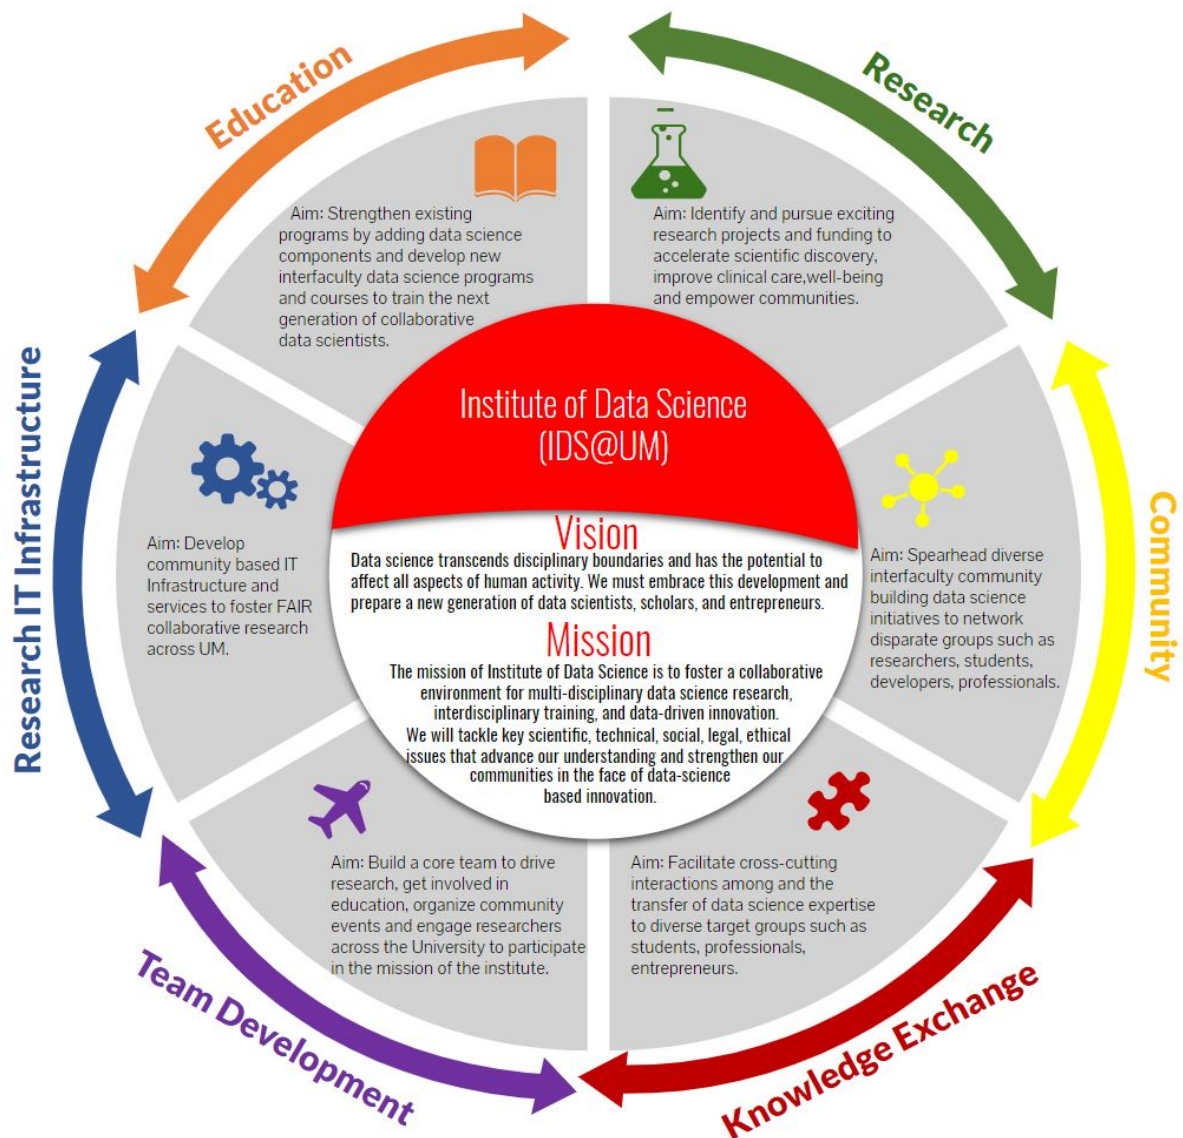 Education
Aim: Strengthen existing
programs by adding data science
components and develop new
interfaculty data science programs
and courses to train the next
generation of collaborative
data scientists.
Research
Aim: Identify and pursue exciting
research projects and funding to
accelerate scientific discovery,
improve clinical care,well-being
and empower communities.
Community
Aim: Spearhead diverse
interfaculty community
building data science
initiatives to network
disparate groups such as
researchers, students,
developers, professionals.
Knowledge Exchange
Aim: Facilitate cross-cutting
interactions among and the
transfer of data science expertise
to diverse target groups such as
students, professionals,
entrepreneurs.
Team Development
Aim: Build a core team to drive
research, get involved in
education, organize community
events and engage researchers
across the University to participate
in the mission of the institute.
Research IT Infrastructure
Aim: Develop
community based IT
Infrastructure and
services to foster FAIR
collaborative research
across UM.
Institute of Data Science
(IDS@UM)
Vision
Data science transcends disciplinary boundaries and has the potential to
affect all aspects of human activity. We must embrace this development and
prepare a new generation of data scientists, scholars, and entrepreneurs.
Mission
The mission of Institute of Data Science is to foster a collaborative
environment for multi-disciplinary data science research,
interdisciplinary training, and data-driven innovation.
We will tackle key scientific, technical, social, legal, ethical
issues that advance our understanding and strengthen our
communities in the face of data-science
based innovation.